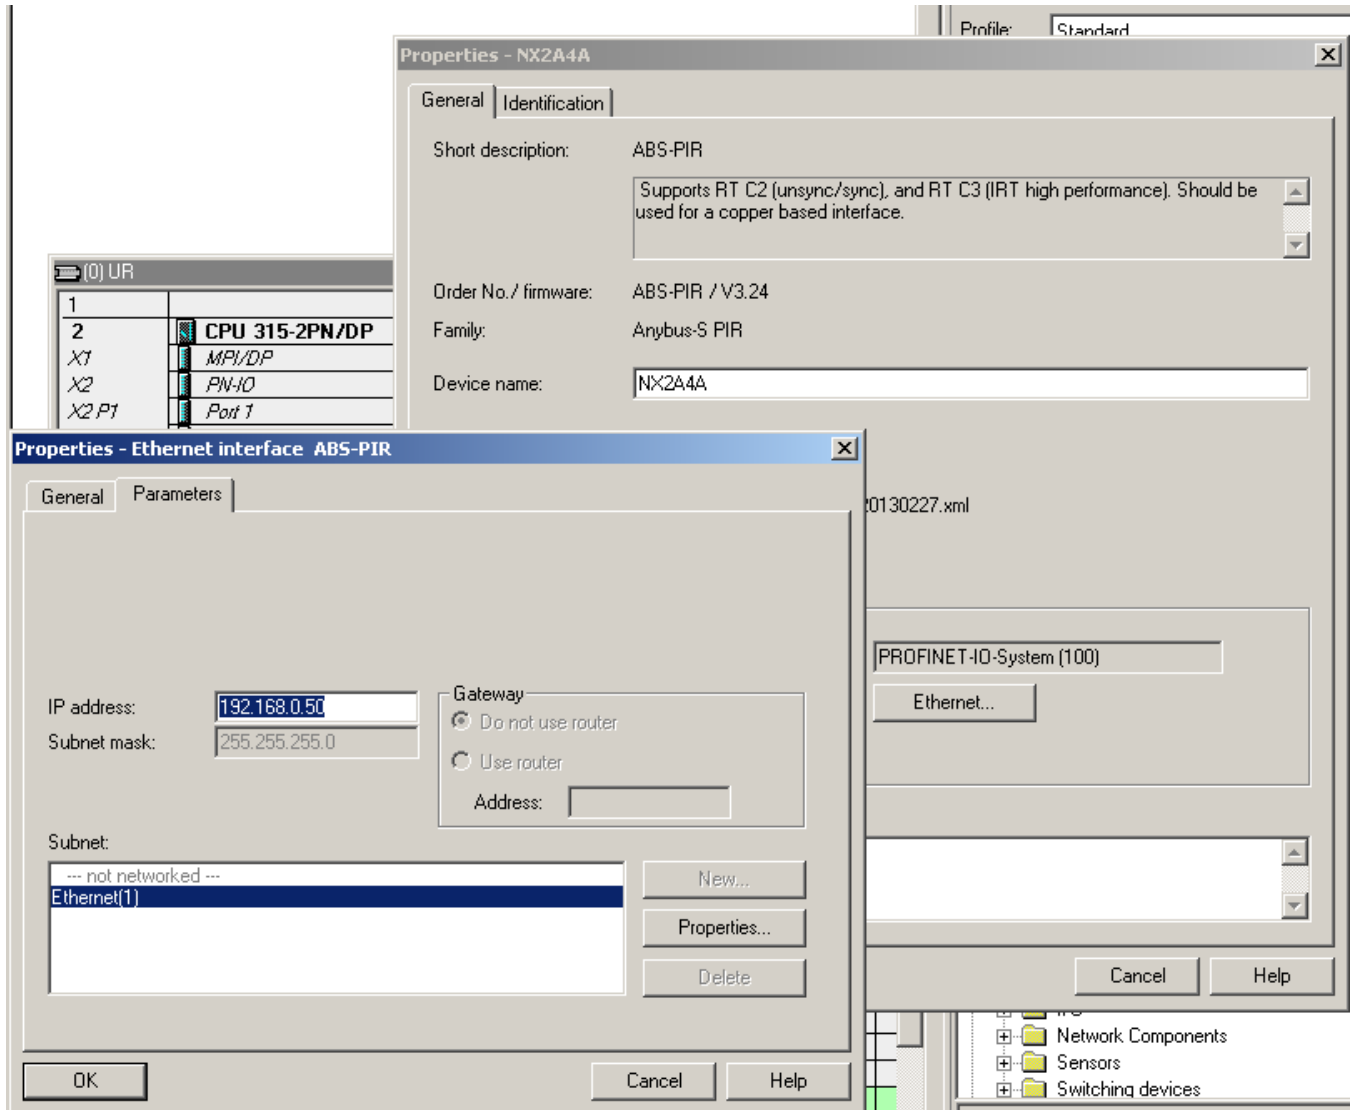 Profile: Standard
Properties - NX2A4A
General Identification
Short description: ABS-PIR
Supports RT C2 (unsync/sync), and RT C3 (IRT high performance). Should be
used for a copper based interface.
(0) UR
Order No./ firmware: ABS-PIR / V3.24
1
2 CPU 315-2PN/DP
Family: Anybus-S PIR
X1 MPI/DP
X2 PN-IO
Device name: NX2A4A
X2 P1 Port 1
Properties - Ethernet interface ABS-PIR
General Parameters
20130227.xml
PROFINET-IO-System (100)
Ethernet...
IP address: 192.168.0.50
Subnet mask: 255.255.255.0
Gateway
Do not use router
Use router
Address:
Subnet:
--- not networked ---
Ethernet(1)
New...
Properties...
Delete
Cancel Help
Network Components
Sensors
Switching devices
OK Cancel Help